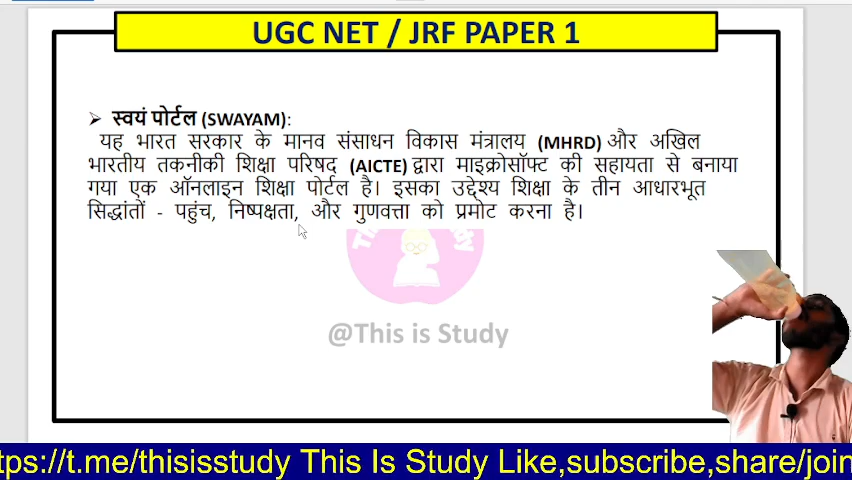 UGC NET / JRF PAPER 1
➤ स्वयं पोर्टल (SWAYAM):
यह भारत सरकार के मानव संसाधन विकास मंत्रालय (MHRD) और अखिल
भारतीय तकनीकी शिक्षा परिषद (AICTE) द्वारा माइक्रोसॉफ्ट की सहायता से बनाया
गया एक ऑनलाइन शिक्षा पोर्टल है। इसका उद्देश्य शिक्षा के तीन आधारभूत
सिद्धांतों - पहुंच, निष्पक्षता, और गुणवत्ता को प्रमोट करना है।
@This is Study
tps://t.me/thisisstudy This Is Study Like,subscribe,share/join